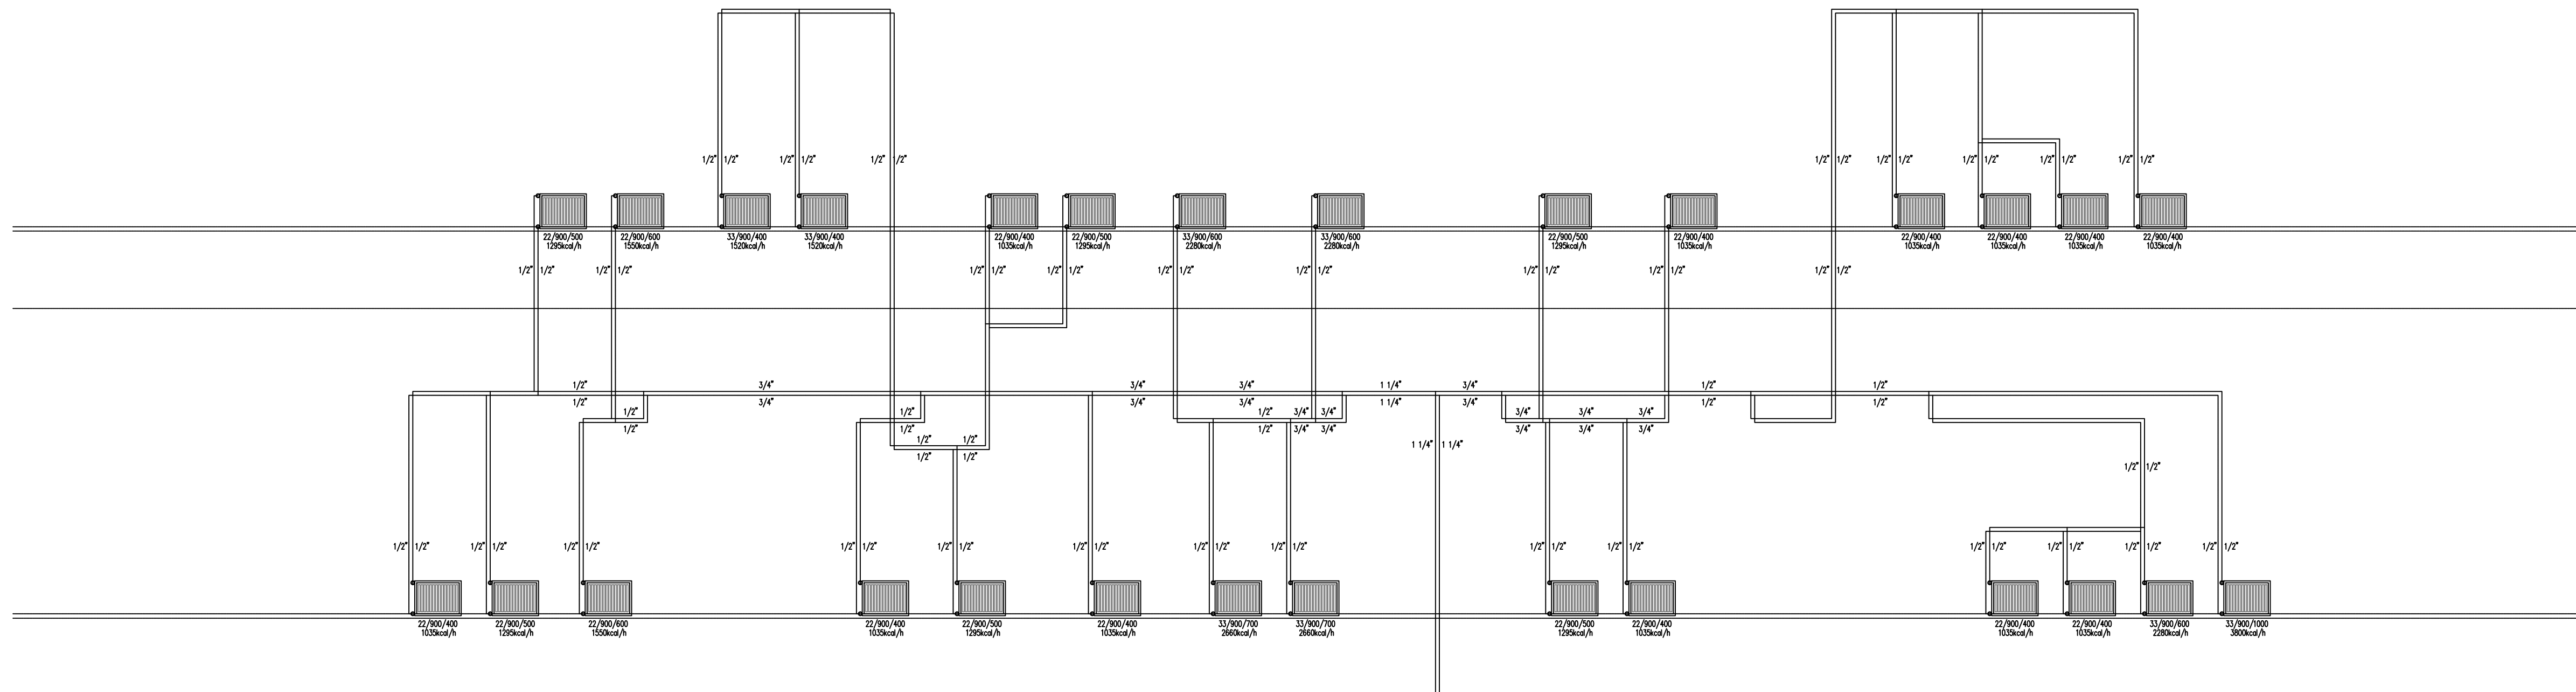 1/2" 1/2" 1/2" 1/2" 1/2" 1/2" 1/2" 1/2" 1/2" 1/2" 1/2" 1/2" 1/2" 1/2" 1/2" 1/2"
22/900/500 22/900/600 33/900/400 33/900/400 22/900/400 22/900/500 33/900/600 33/900/600 22/900/500 22/900/400 22/900/400 22/900/400 22/900/400 22/900/400
1295kcal/h 1550kcal/h 1520kcal/h 1520kcal/h 1035kcal/h 1295kcal/h 2280kcal/h 2280kcal/h 1295kcal/h 1035kcal/h 1035kcal/h 1035kcal/h 1035kcal/h 1035kcal/h
1/2" 1/2" 1/2" 1/2" 1/2" 1/2" 1/2" 1/2" 1/2" 1/2" 1/2" 1/2" 1/2" 1/2" 1/2" 1/2" 1/2" 1/2"
1/2" 3/4" 3/4" 3/4" 1 1/4" 3/4" 1/2" 1/2"
1/2" 3/4" 3/4" 3/4" 1 1/4" 3/4" 1/2" 1/2"
1/2" 1/2" 1/2" 3/4" 3/4" 3/4" 3/4" 3/4"
1/2" 1/2" 1/2" 3/4" 3/4" 3/4" 3/4" 3/4"
1/2" 1/2" 1 1/4" 1 1/4"
1/2" 1/2"
1/2" 1/2"
1/2" 1/2" 1/2" 1/2" 1/2" 1/2" 1/2" 1/2" 1/2" 1/2" 1/2" 1/2" 1/2" 1/2" 1/2" 1/2" 1/2" 1/2" 1/2" 1/2" 1/2" 1/2" 1/2" 1/2" 1/2" 1/2" 1/2" 1/2"
22/900/400 22/900/500 22/900/600 22/900/400 22/900/500 22/900/400 33/900/700 33/900/700 22/900/500 22/900/400 22/900/400 22/900/400 33/900/600 33/900/1000
1035kcal/h 1295kcal/h 1550kcal/h 1035kcal/h 1295kcal/h 1035kcal/h 2660kcal/h 2660kcal/h 1295kcal/h 1035kcal/h 1035kcal/h 1035kcal/h 2280kcal/h 3800kcal/h